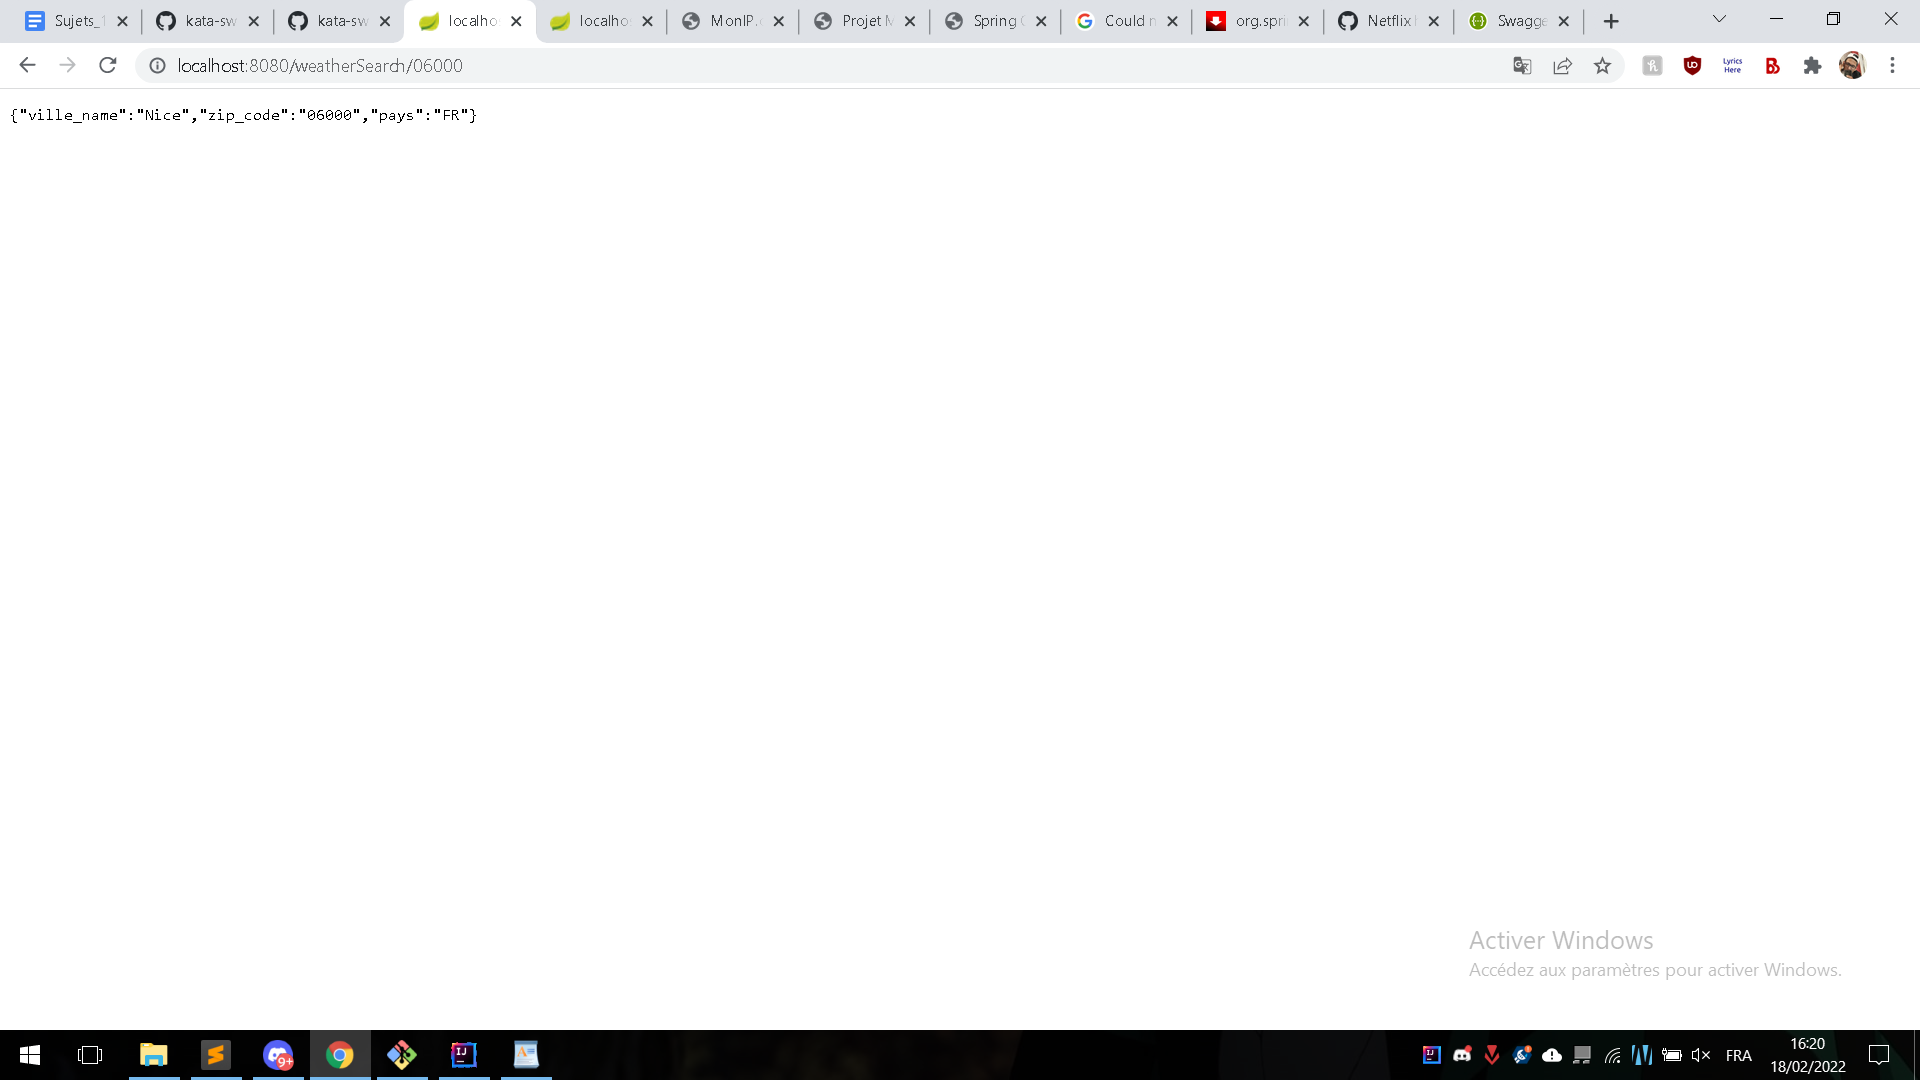 Sujets_1
kata-sw
kata-sw
localho
localho
MonIP.
Projet M
Spring
Could n
org.spri
Netflix
Swagge
localhost:8080/weatherSearch/06000
Lyrics
Here
{"ville_name":"Nice","zip_code":"06000","pays":"FR"}
Activer Windows
Accédez aux paramètres pour activer Windows.
9+
IJ
FRA
16:20
18/02/2022